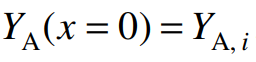 Y_A(x = 0) = Y_{A, i}